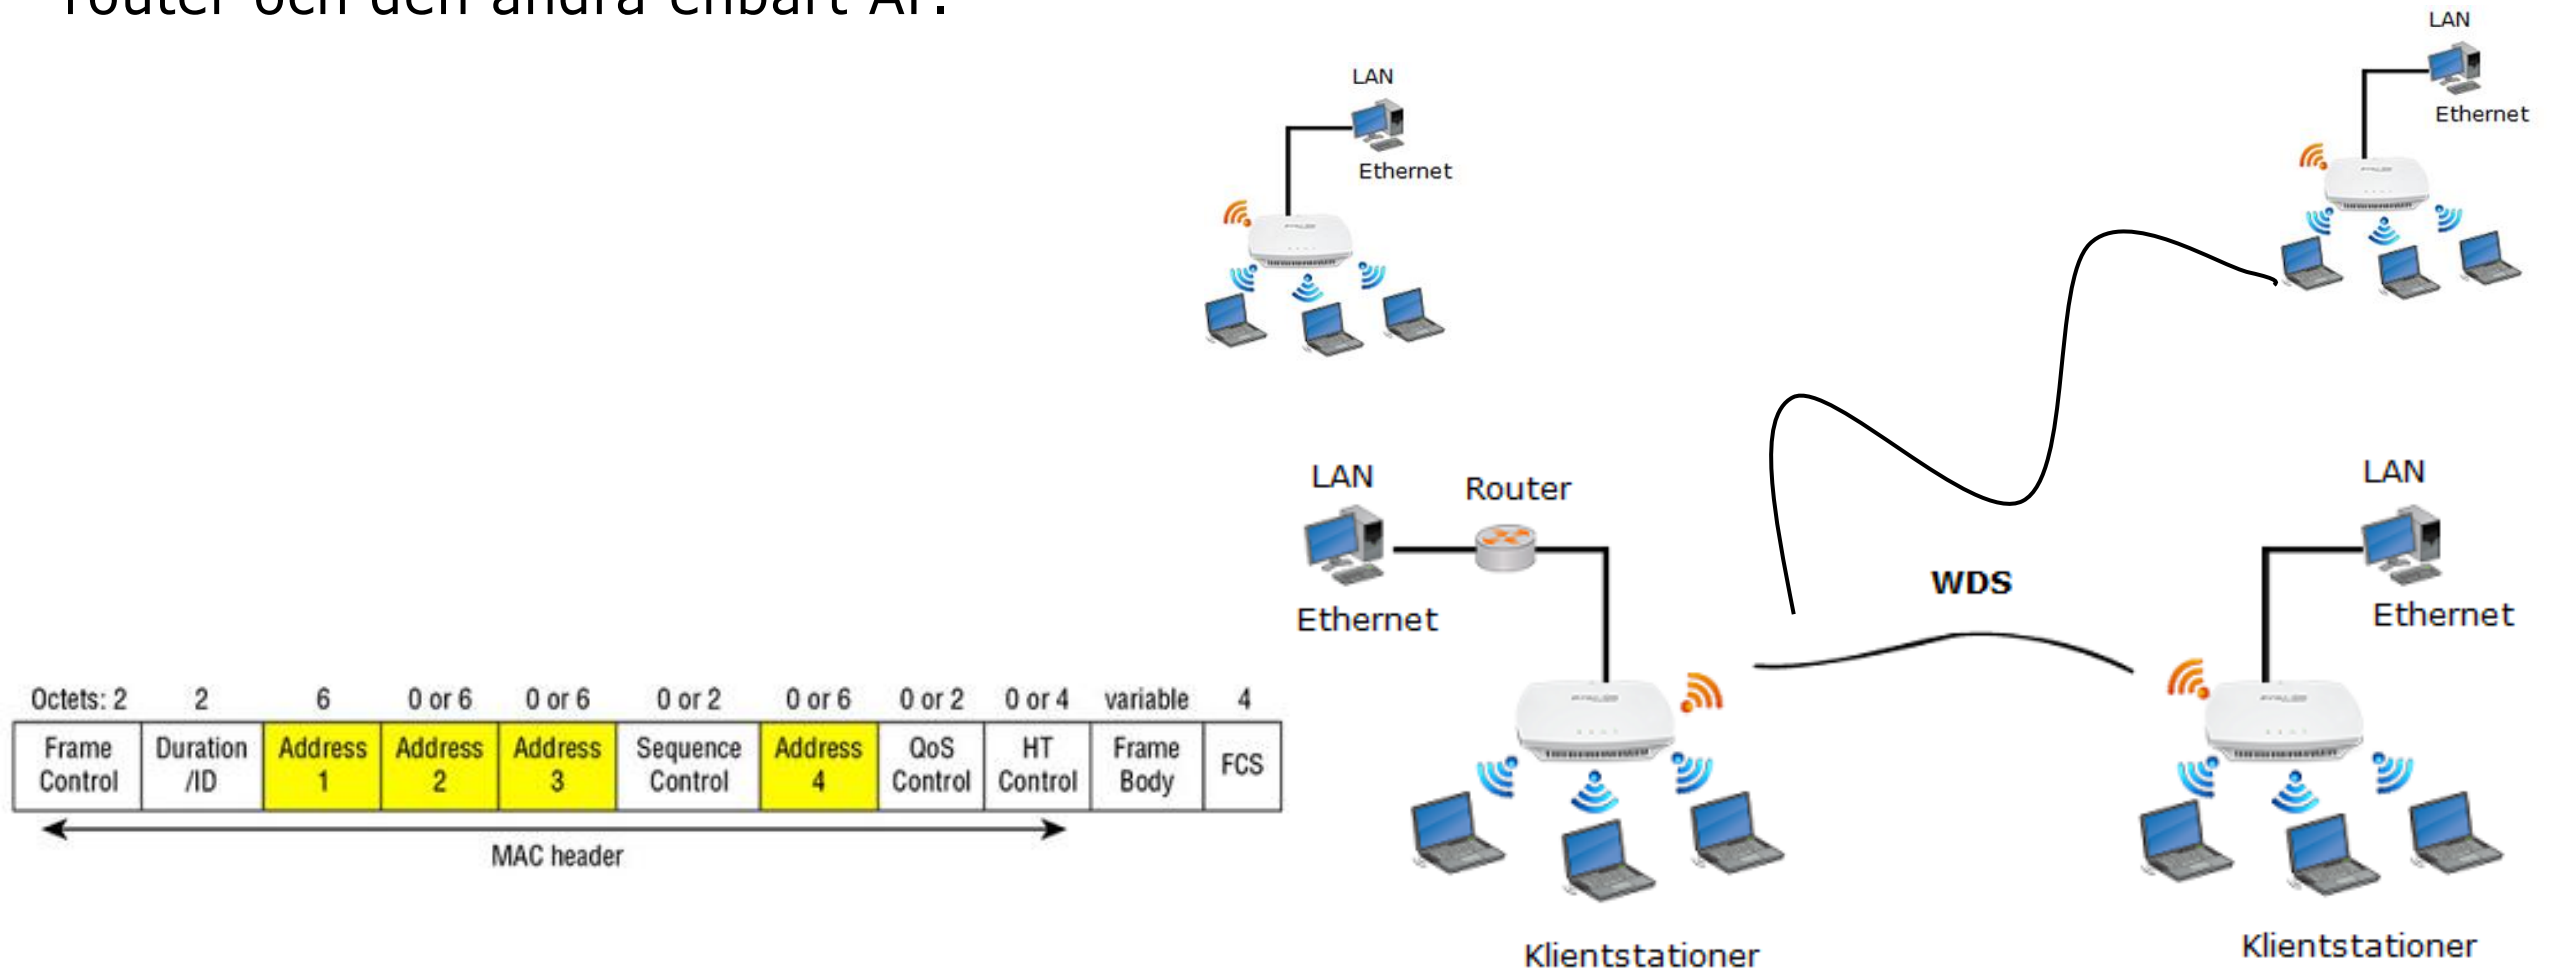 router och den andra enbart AP.
LAN
Ethernet
LAN
Ethernet
LAN
Router
Ethernet
WDS
LAN
Ethernet
Octets: 2 2 6 0 or 6 0 or 6 0 or 2 0 or 6 0 or 2 0 or 4 variable 4
Frame Control Duration /ID Address 1 Address 2 Address 3 Sequence Control Address 4 QoS Control HT Control Frame Body FCS
MAC header
Klientstationer
Klientstationer